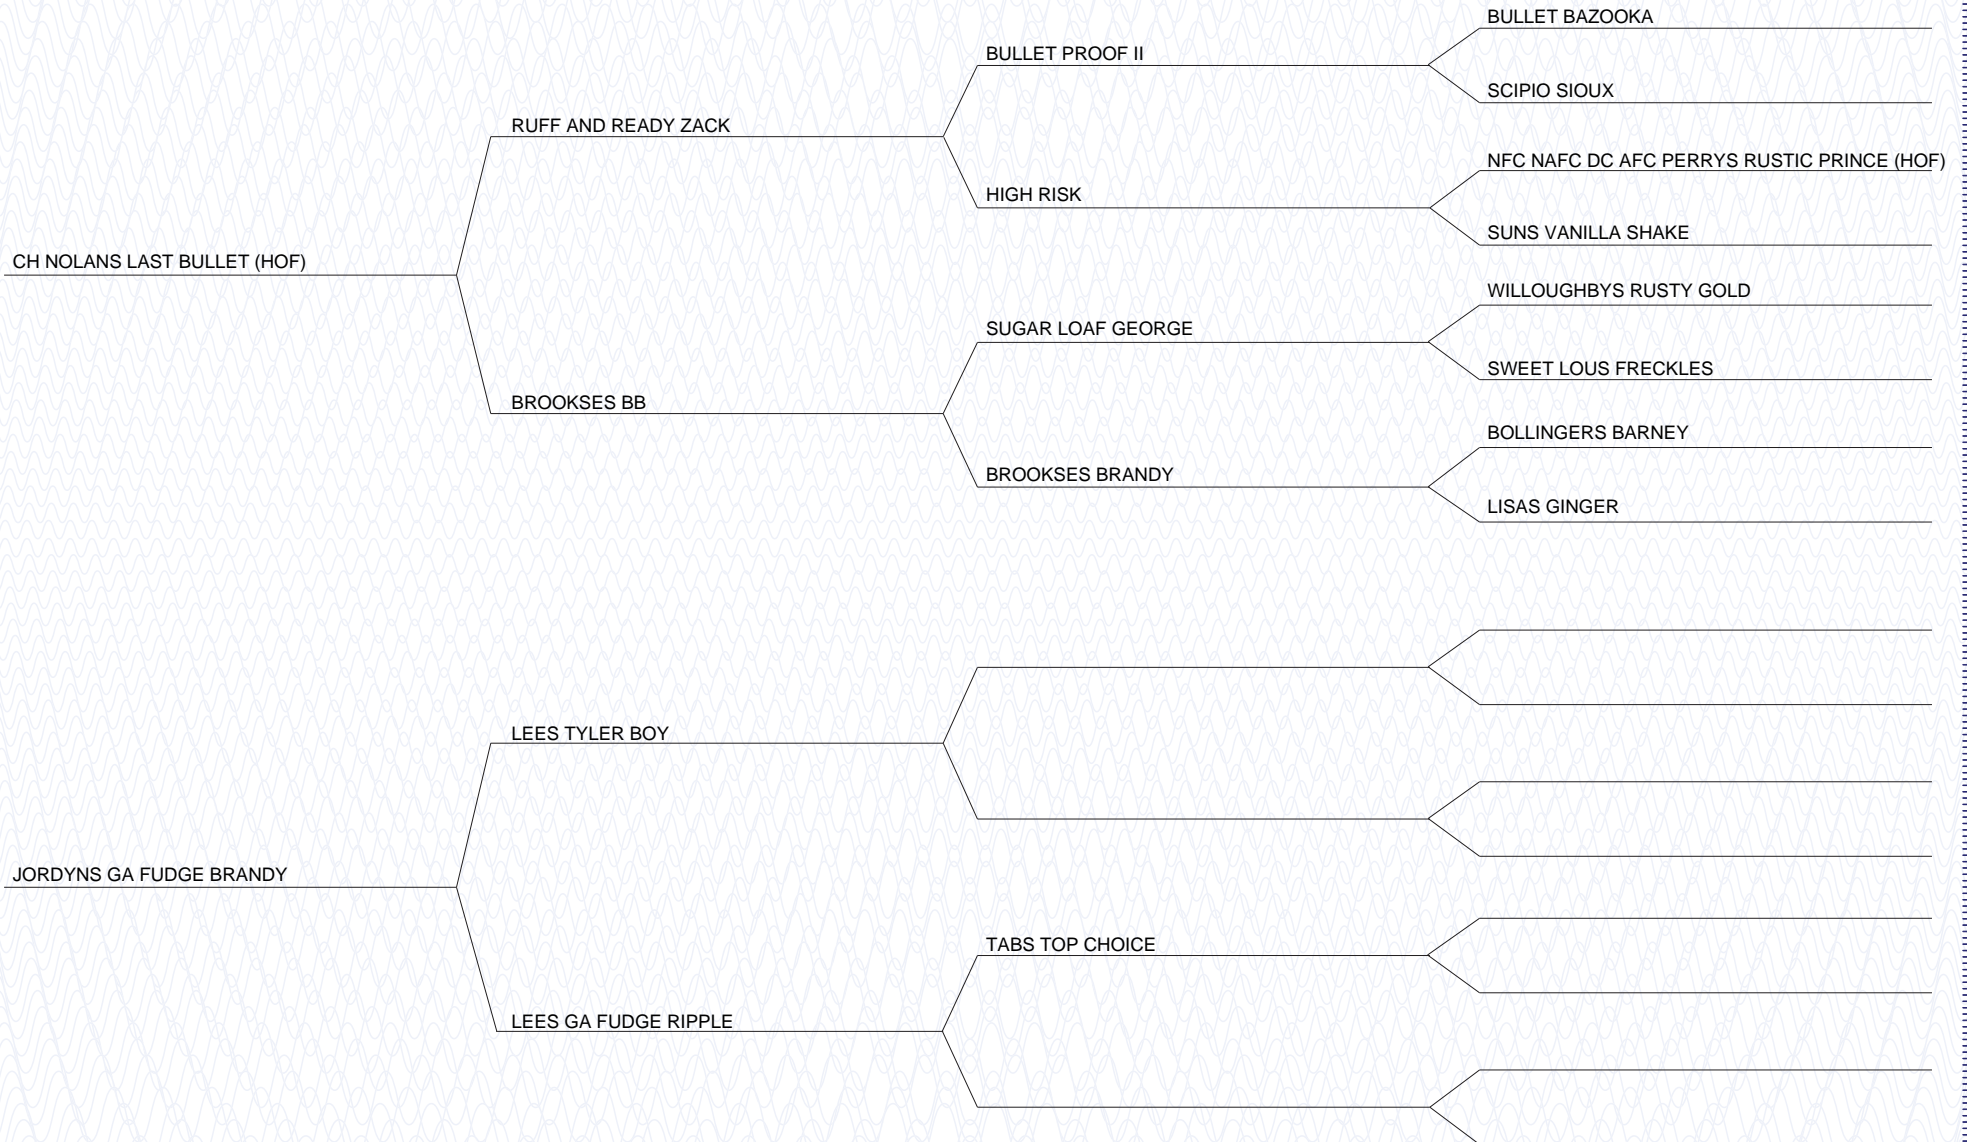 BULLET BAZOOKA
BULLET PROOF II
SCIPIO SIOUX
RUFF AND READY ZACK
NFC NAFC DC AFC PERRYS RUSTIC PRINCE (HOF)
HIGH RISK
SUNS VANILLA SHAKE
CH NOLANS LAST BULLET (HOF)
WILLOUGHBYS RUSTY GOLD
SUGAR LOAF GEORGE
SWEET LOUS FRECKLES
BROOKSES BB
BOLLINGERS BARNEY
BROOKSES BRANDY
LISAS GINGER
LEES TYLER BOY
JORDYNS GA FUDGE BRANDY
TABS TOP CHOICE
LEES GA FUDGE RIPPLE